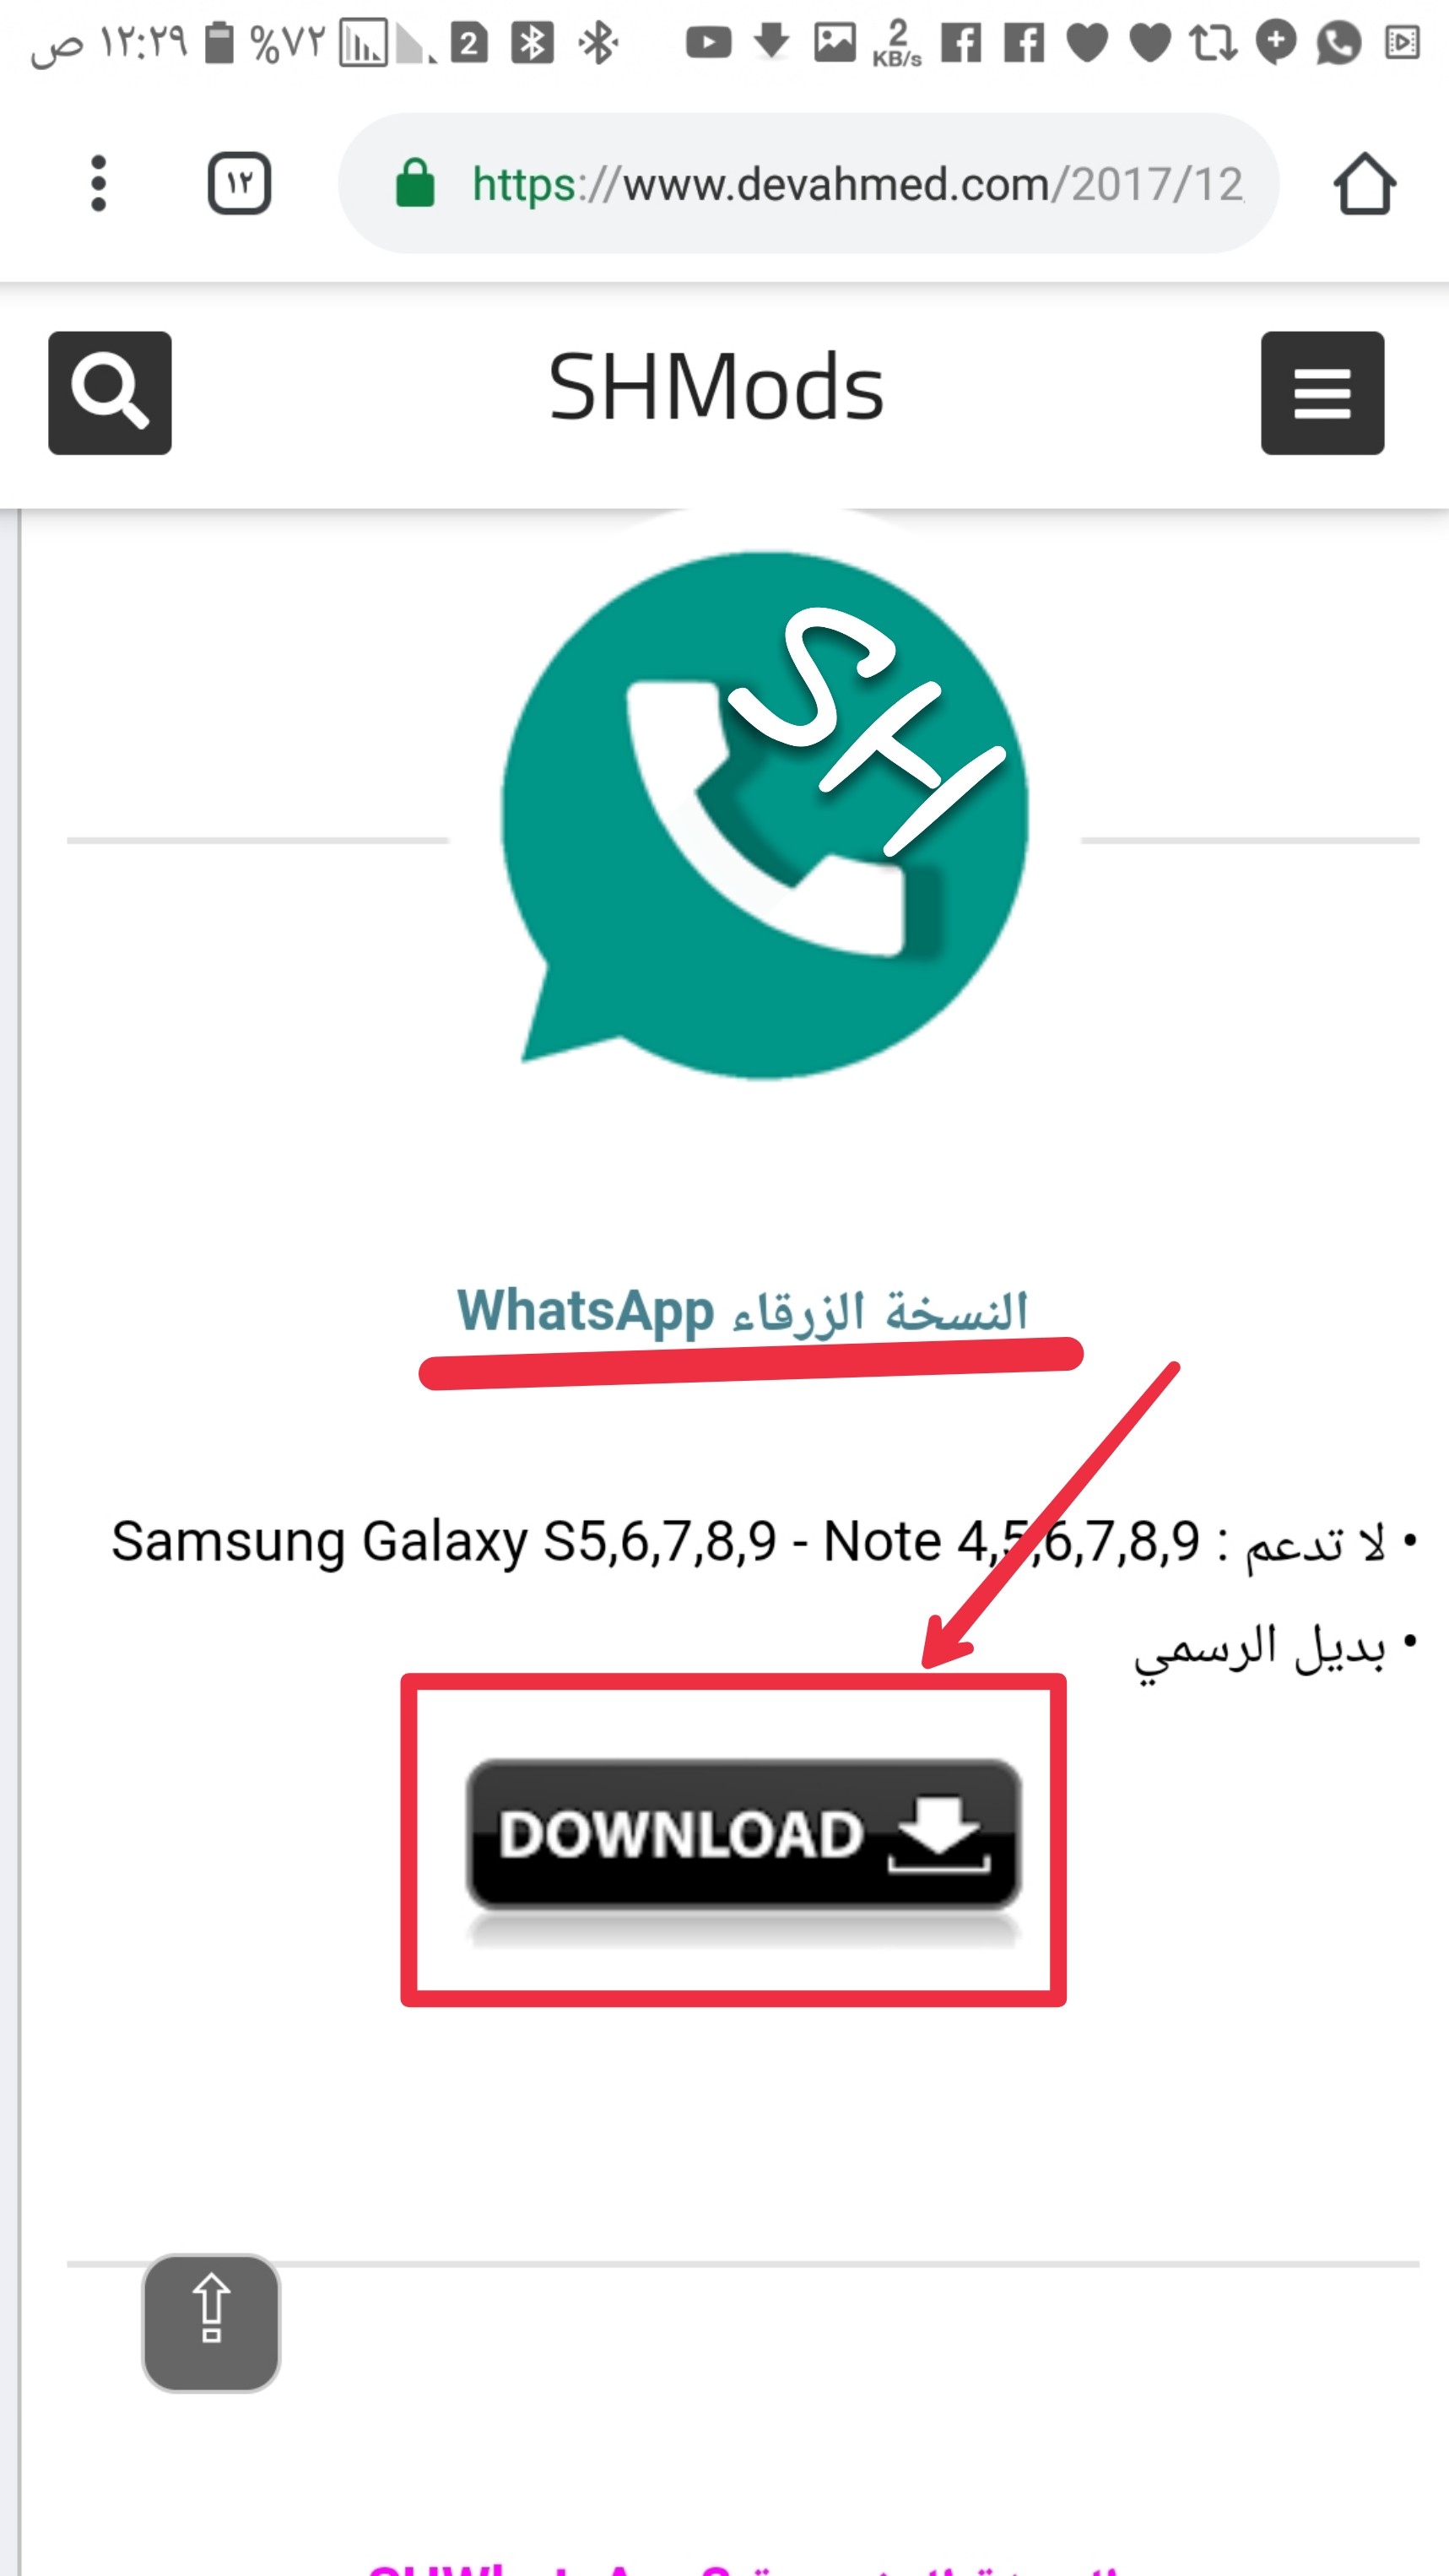 ١٢:٢٩ ص
%٧٢
2
2
KB/s
١٢
https://www.devahmed.com/2017/12
SHMods
SH
النسخة الزرقاء WhatsApp
• لا تدعم : Samsung Galaxy S5,6,7,8,9 - Note 4,5,6,7,8,9
• بديل الرسمي
DOWNLOAD